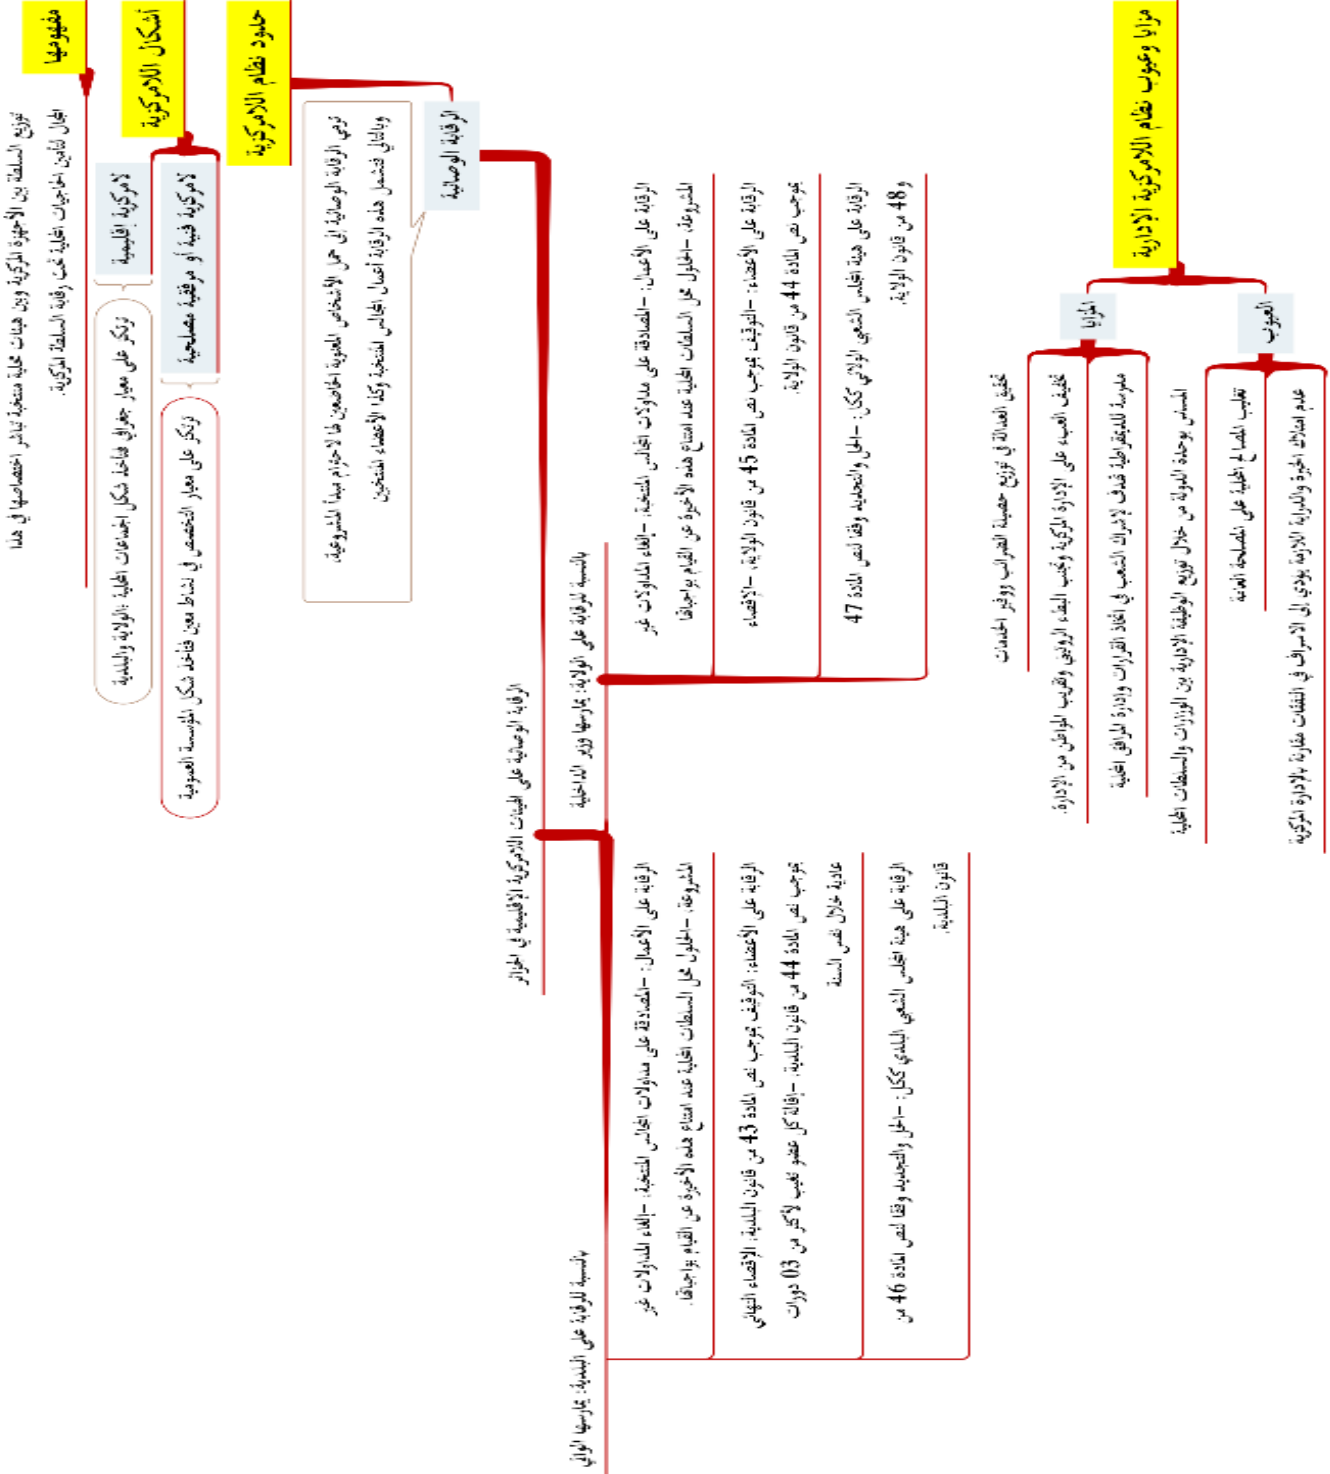 مفهومها
توزيع السلطة بين الأجهزة المركزية وبين هيئات محلية منتخبة تباشر اختصاصها في هذا
المجال لتأمين الحاجيات المحلية تحت رقابة السلطة المركزية.
أشكال اللامركزية
لامركزية إقليمية
ترتكز على معيار جغرافي فتأخذ شكل الجماعات المحلية :الولاية والبلدية
لامركزية فنية أو مرفقية مصلحية
ترتكز على معيار التخصص في نشاط معين فتأخذ شكل المؤسسة العمومية
حدود نظام اللامركزية
الرقابة الوصائية
ترمي الرقابة الوصائية إلى حمل الأشخاص المعنوية الخاضعين لها لاحترام مبدأ المشروعية،
وبالتالي فتشمل هذه الرقابة أعمال المجالس المنتخبة وكذا الأعضاء المنتخبين
الرقابة الوصائية على الهيئات اللامركزية الإقليمية في الجزائر
بالنسبة للرقابة على الولاية: يمارسها وزير الداخلية
الرقابة على الأعمال: -المصادقة على مداولات المجالس المنتخبة، -إلغاء المداولات غير
المشروعة، -الحلول محل السلطات المحلية عند امتناع هذه الأخيرة عن القيام بواجباتها
الرقابة على الأعضاء: -التوقيف بموجب نص المادة 45 من قانون الولاية، -الإقصاء
بموجب نص المادة 44 من قانون الولاية.
الرقابة على هيئة المجلس الشعبي الولائي ككل: -الحل والتجديد وفقا لنص المادة 47
و48 من قانون الولاية.
بالنسبة للرقابة على البلدية: يمارسها الوالي
الرقابة على الأعمال: -المصادقة على مداولات المجالس المنتخبة، -إلغاء المداولات غير
المشروعة، -الحلول محل السلطات المحلية عند امتناع هذه الأخيرة عن القيام بواجباتها.
الرقابة على الأعضاء: التوقيف بموجب نص المادة 43 من قانون البلدية، الإقصاء النهائي
بموجب نص المادة 44 من قانون البلدية، -إقالة كل عضو تغيب لأكثر من 03 دورات
عادية خلال نفس السنة
الرقابة على هيئة المجلس الشعبي البلدي ككل: -الحل والتجديد وفقا لنص المادة 46 من
قانون البلدية.
مزايا وعيوب نظام اللامركزية الإدارية
المزايا
تحقيق العدالة في توزيع حصيلة الضرائب ووفير الخدمات
تخفيف العبء على الإدارة المركزية وتجنب البطء الروتيني وتقريب المواطن من الإدارة.
مدرسة للديمقراطية تهدف لإشراك الشعب في اتخاذ القرارات وإدارة المرافق المحلية
العيوب
المساس بوحدة الدولة من خلال توزيع الوظيفة الإدارية بين الوزارات والسلطات المحلية
تغليب المصالح المحلية على المصلحة العامة
عدم امتلاك الخبرة والدراية اللازمة يؤدي إلى الاسراف في النفقات مقارنة بالإدارة المركزية